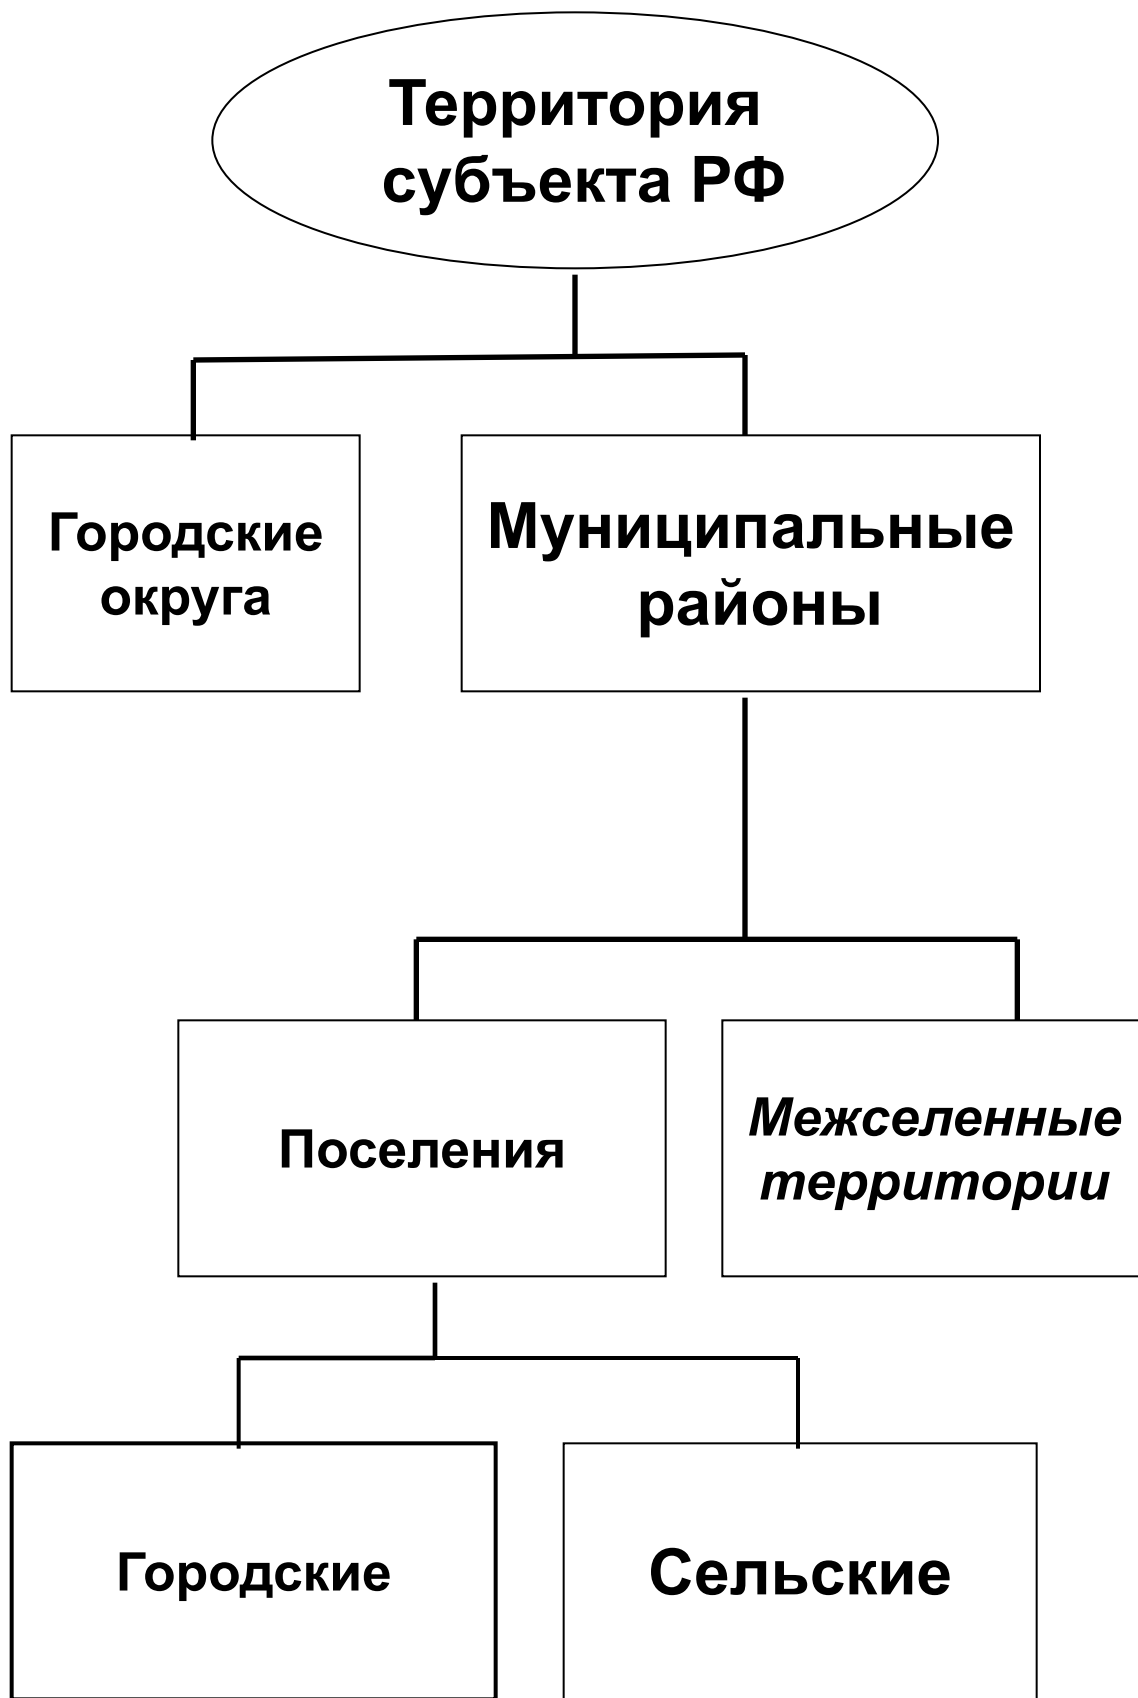 Территория
субъекта РФ
Городские
округа
Муниципальные
районы
Поселения
Межселенные
территории
Городские
Сельские